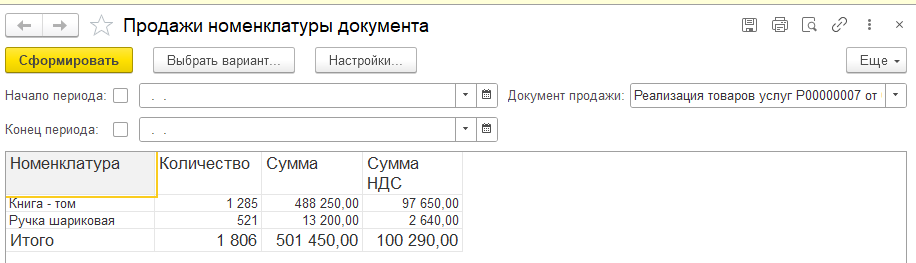 Продажи номенклатуры документа
Сформировать Выбрать вариант... Настройки... Еще
Начало периода: . . Документ продажи: Реализация товаров услуг Р00000007 от
Конец периода: . .
Номенклатура Количество Сумма Сумма НДС
Книга - том 1 285 488 250,00 97 650,00
Ручка шариковая 521 13 200,00 2 640,00
Итого 1 806 501 450,00 100 290,00